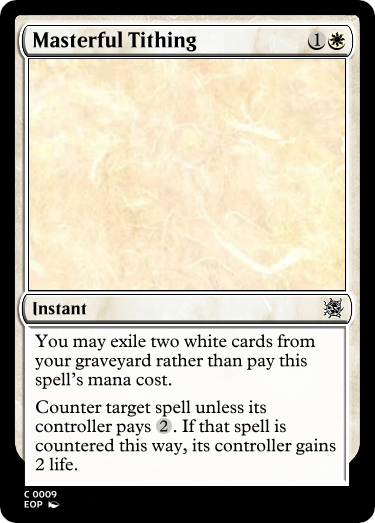 Masterful Tithing 1
Instant
You may exile two white cards from
your graveyard rather than pay this
spell's mana cost.
Counter target spell unless its
controller pays 2. If that spell is
countered this way, its controller gains
2 life.
C 0009
EOP